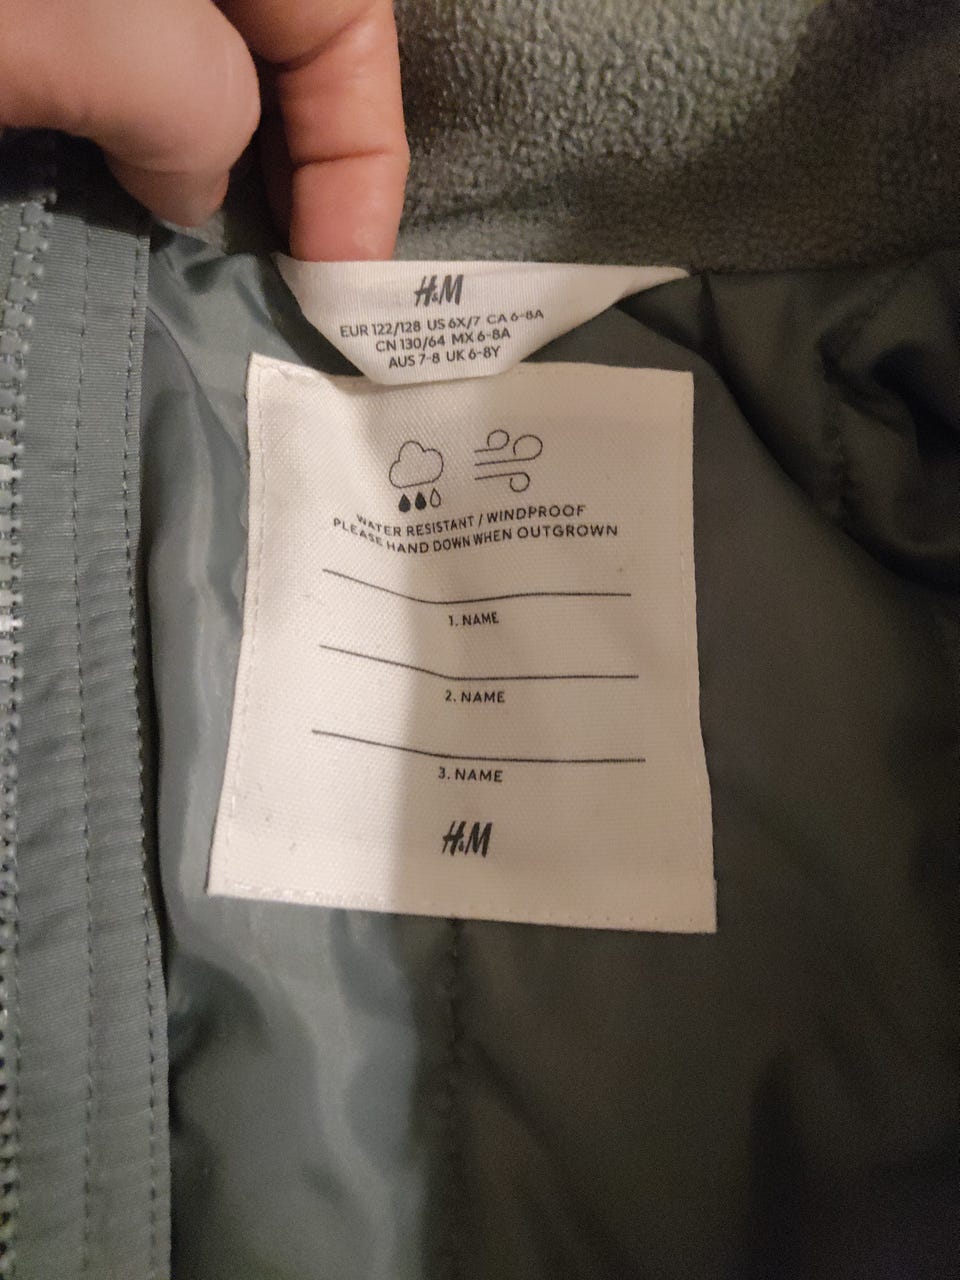 H&M
EUR 122/128 US 6X/7 CA 6-8A
CN 130/64 MX 6-8A
AUS 7-8 UK 6-8Y
WATER RESISTANT / WINDPROOF
PLEASE HAND DOWN WHEN OUTGROWN
1. NAME
2. NAME
3. NAME
H&M